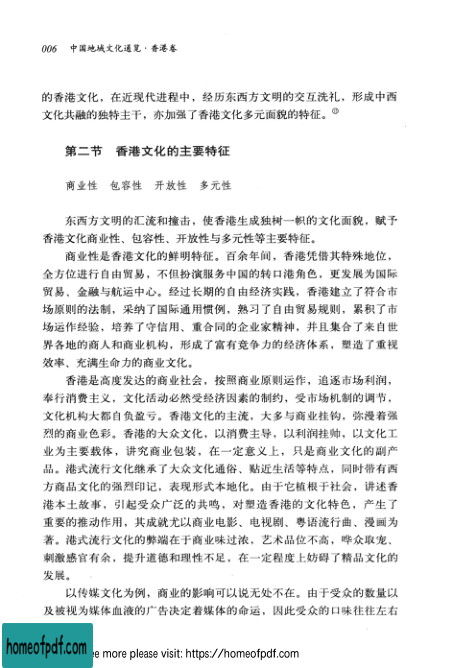 006 中国地域文化通览·香港卷
的香港文化，在近现代进程中，经历东西方文明的交互洗礼，形成中西
文化共融的独特主干，亦加强了香港文化多元面貌的特征。②
第二节 香港文化的主要特征
商业性 包容性 开放性 多元性
东西方文明的汇流和撞击，使香港生成独树一帜的文化面貌，赋予
香港文化商业性、包容性、开放性与多元性等主要特征。
商业性是香港文化的鲜明特征。百余年间，香港凭借其特殊地位，
全方位进行自由贸易，不但扮演服务中国的转口港角色，更发展为国际
贸易、金融与航运中心。经过长期的自由经济实践，香港建立了符合市
场原则的法制，采纳了国际通用惯例，熟习了自由贸易规则，累积了市
场运作经验，培养了守信用、重合同的企业家精神，并且集合了来自世
界各地的商人和商业机构，形成了富有竞争力的经济体系，塑造了重视
效率、充满生命力的商业文化。
香港是高度发达的商业社会，按照商业原则运作，追逐市场利润，
奉行消费主义，文化活动必然受经济因素的制约，受市场机制的调节，
文化机构大都自负盈亏。香港文化的主流，大多与商业挂钩，弥漫着强
烈的商业色彩。香港的大众文化，以消费主导，以利润挂帅，以文化工
业为主要载体，讲究商业包装，在一定意义上，只是商业文化的副产
品。港式流行文化继承了大众文化通俗、贴近生活等特点，同时带有西
方商品文化的强烈印记，表现形式本地化。由于它植根于社会，讲述香
港本土故事，引起受众广泛的共鸣，对塑造香港的文化特色，产生了
重要的推动作用，其成就尤以商业电影、电视剧、粤语流行曲、漫画为
著。港式流行文化的弊端在于商业味过浓，艺术品位不高，哗众取宠、
刺激感官有余，提升道德和理性不足，在一定程度上妨碍了精品文化的
发展。
以传媒文化为例，商业的影响可以说无处不在。由于受众的数量以
及被视为媒体血液的广告决定着媒体的命运，因此受众的口味往往左右
homeofpdf.com
ee more please visit: https://homeofpdf.com